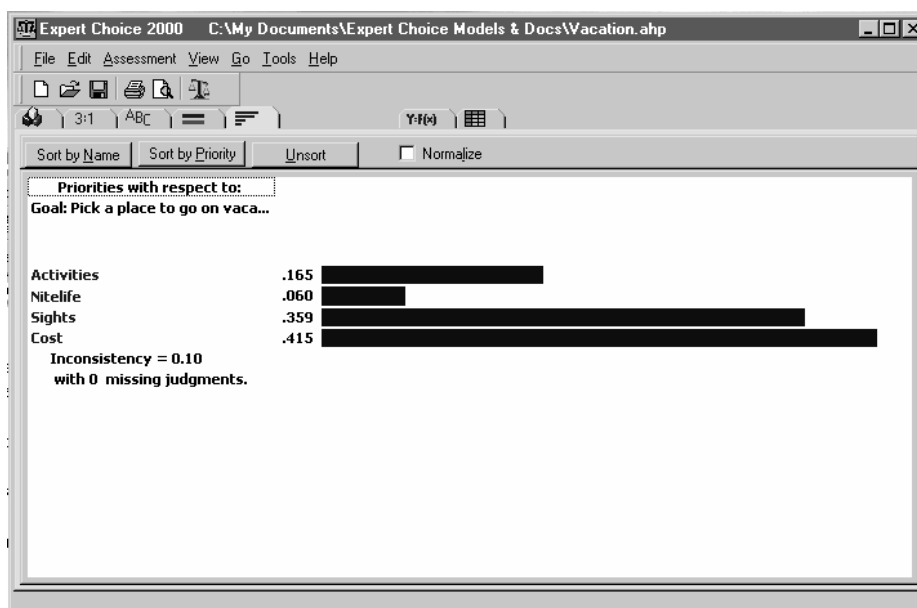 Expert Choice 2000 C:\My Documents\Expert Choice Models & Docs\Vacation.ahp
File Edit Assessment View Go Tools Help
3:1 ABC Y=F(x)
Sort by Name Sort by Priority Unsort Normalize
Priorities with respect to:
Goal: Pick a place to go on vaca...
Activities .165
Nitelife .060
Sights .359
Cost .415
Inconsistency = 0.10
with 0 missing judgments.